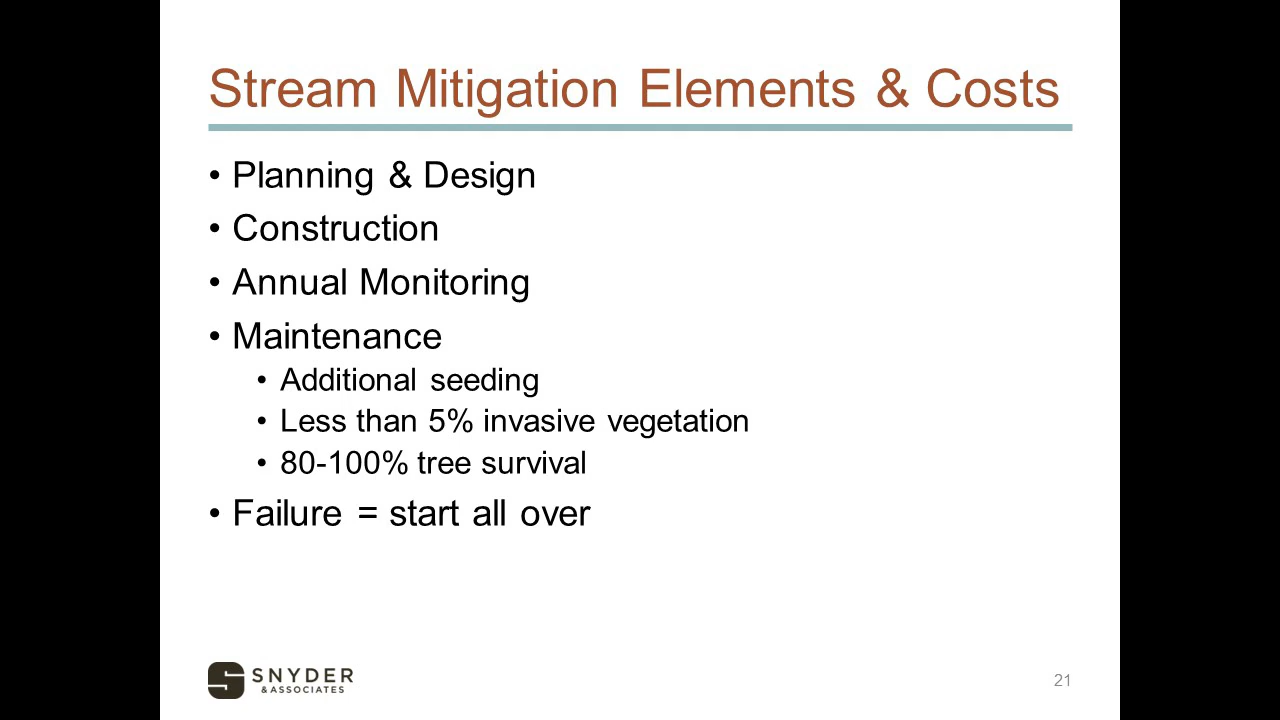 Stream Mitigation Elements & Costs
• Planning & Design
• Construction
• Annual Monitoring
• Maintenance
• Additional seeding
• Less than 5% invasive vegetation
• 80-100% tree survival
• Failure = start all over
SNYDER
& ASSOCIATES
21